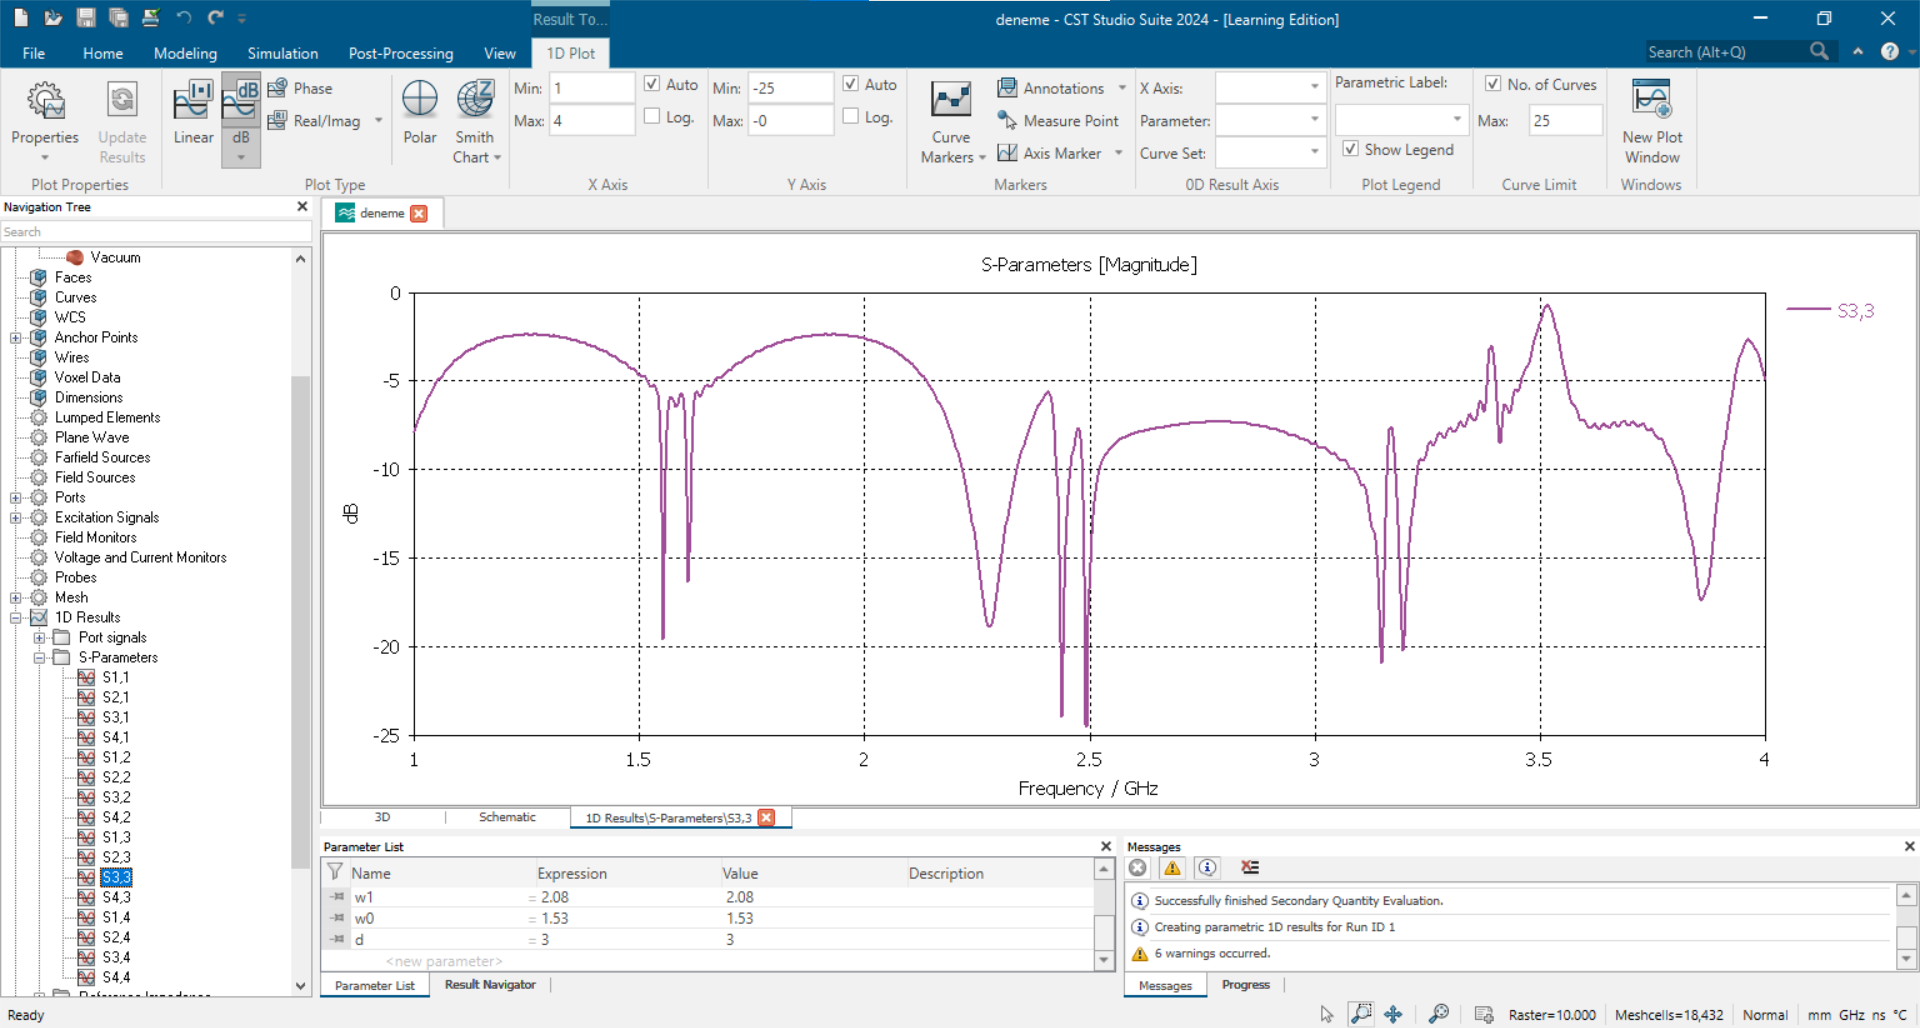 Result To...
deneme - CST Studio Suite 2024 - [Learning Edition]
File Home Modeling Simulation Post-Processing View 1D Plot
Search (Alt+Q)
Properties
Update Results
Plot Properties
Linear
dB
Phase
Real/Imag
Polar
Smith Chart
Plot Type
Min: 1
Max: 4
Auto
Log.
X Axis
Min: -25
Max: -0
Auto
Log.
Y Axis
Curve Markers
Annotations
Measure Point
Axis Marker
Markers
X Axis:
Parameter:
Curve Set:
0D Result Axis
Parametric Label:
Show Legend
Plot Legend
No. of Curves
Max: 25
Curve Limit
New Plot Window
Windows
Navigation Tree
Search
Vacuum
Faces
Curves
WCS
Anchor Points
Wires
Voxel Data
Dimensions
Lumped Elements
Plane Wave
Farfield Sources
Field Sources
Ports
Excitation Signals
Field Monitors
Voltage and Current Monitors
Probes
Mesh
1D Results
Port signals
S-Parameters
S1,1
S2,1
S3,1
S4,1
S1,2
S2,2
S3,2
S4,2
S1,3
S2,3
S3,3
S4,3
S1,4
S2,4
S3,4
S4,4
deneme
S-Parameters [Magnitude]
S3,3
0
-5
-10
-15
-20
-25
dB
1 1.5 2 2.5 3 3.5 4
Frequency / GHz
3D Schematic 1D Results\S-Parameters\S3,3
Parameter List
Name Expression Value Description
w1 = 2.08 2.08
w0 = 1.53 1.53
d = 3 3
<new parameter>
Parameter List Result Navigator
Messages
Successfully finished Secondary Quantity Evaluation.
Creating parametric 1D results for Run ID 1
6 warnings occurred.
Messages Progress
Ready
Raster=10.000 Meshcells=18,432 Normal mm GHz ns °C